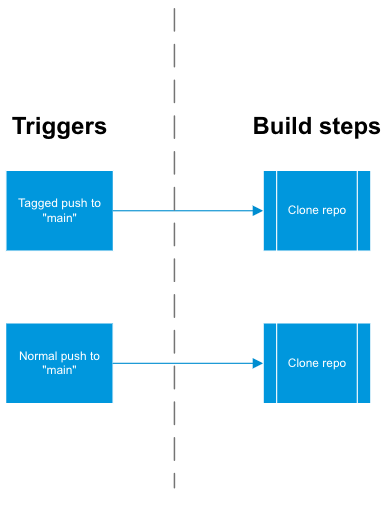 Triggers
Build steps
Tagged push to
"main"
Clone repo
Normal push to
"main"
Clone repo